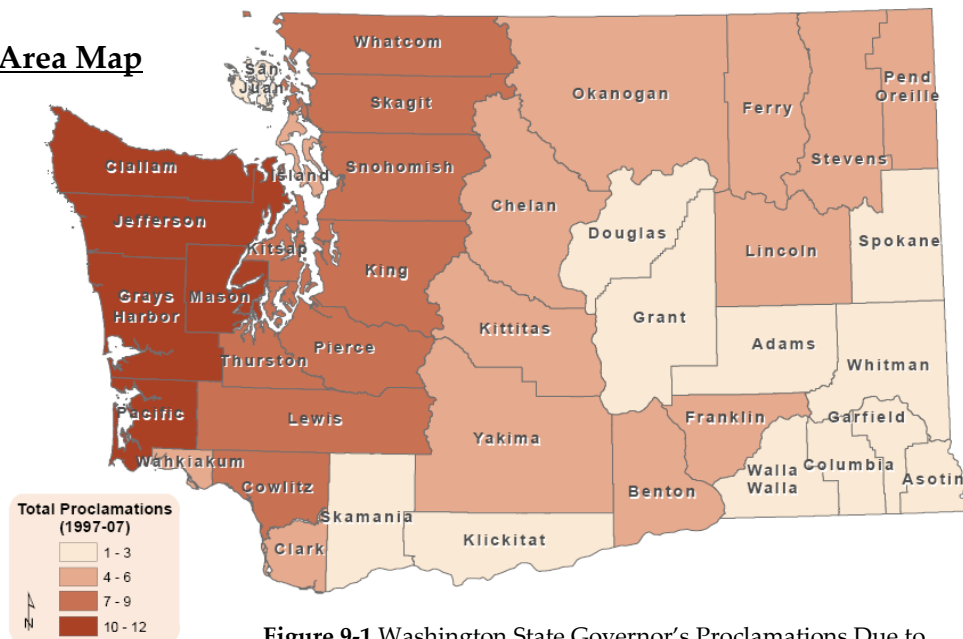 Area Map
Whatcom
San
Juan
Skagit
Okanogan
Ferry
Pend
Oreille
Stevens
Clallam
Island
Snohomish
Chelan
Jefferson
Kitsap
King
Douglas
Lincoln
Spokane
Grays
Harbor
Mason
Grant
Kittitas
Adams
Thurston
Pierce
Whitman
Pacific
Lewis
Yakima
Franklin
Garfield
Wahkiakum
Cowlitz
Benton
Walla
Walla
Columbia
Asotin
Skamania
Clark
Klickitat
Total Proclamations
(1997-07)
1 - 3
4 - 6
7 - 9
10 - 12
N
Figure 9-1 Washington State Governor's Proclamations Due to